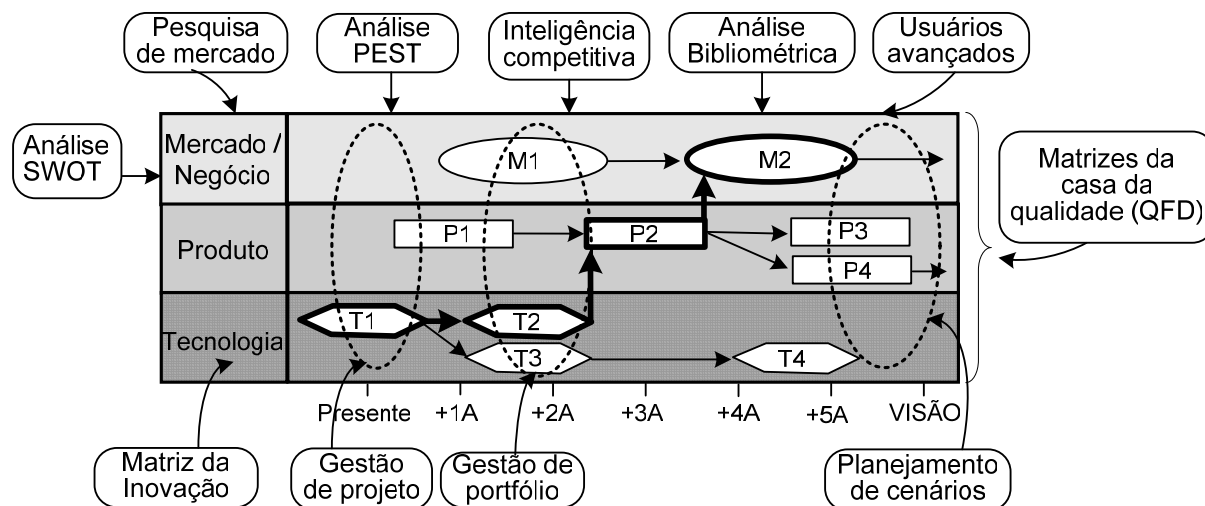 Pesquisa
de mercado
Análise
PEST
Inteligência
competitiva
Análise
Bibliométrica
Usuários
avançados
Análise
SWOT
Mercado /
Negócio
M1
M2
Matrizes da
casa da
qualidade (QFD)
Produto
P1
P2
P3
P4
Tecnologia
T1
T2
T3
T4
Presente
+1A
+2A
+3A
+4A
+5A
VISÃO
Matriz da
Inovação
Gestão
de projeto
Gestão de
portfólio
Planejamento
de cenários